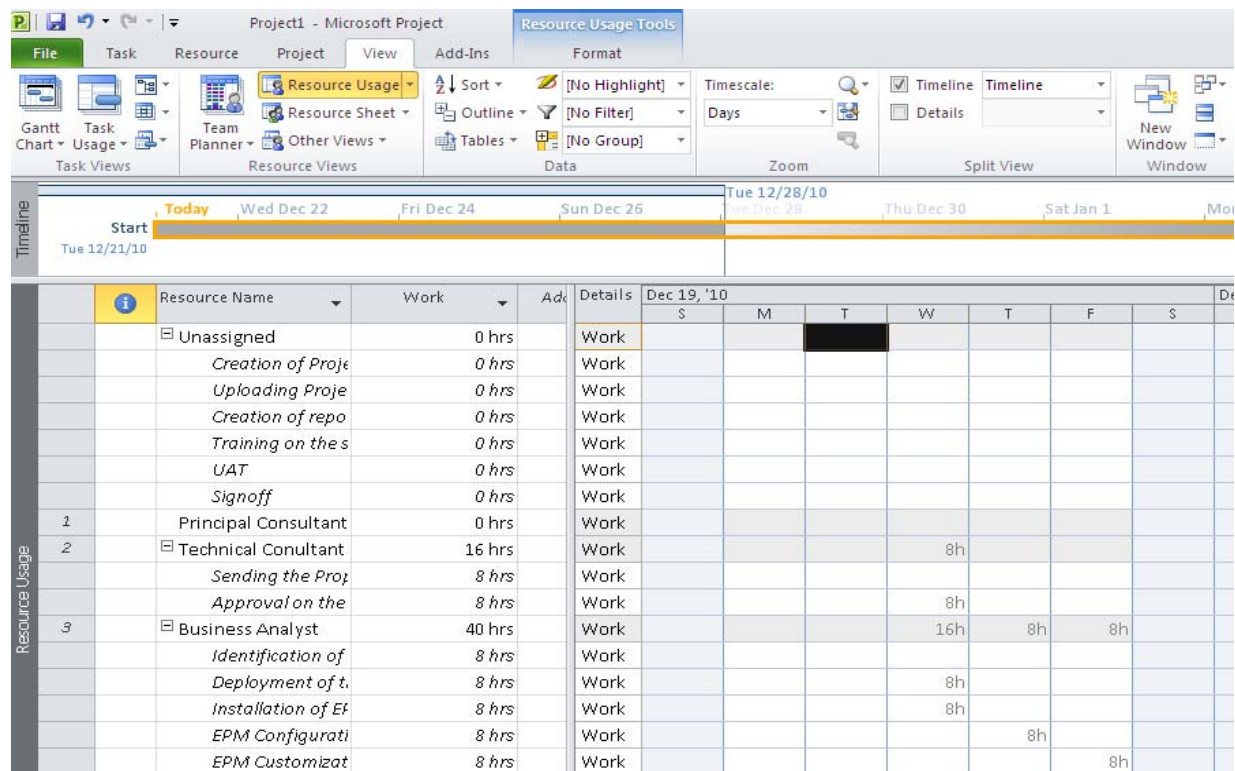 Project1 - Microsoft Project Resource Usage Tools
File Task Resource Project View Add-Ins Format
Gantt Chart
Task Usage
Task Views
Team Planner
Resource Usage
Resource Sheet
Other Views
Resource Views
Sort
Outline
Tables
[No Highlight]
[No Filter]
[No Group]
Data
Timescale:
Days
Zoom
Timeline Timeline
Details
Split View
New Window
Window
Timeline
Tue 12/28/10
Today Wed Dec 22 Fri Dec 24 Sun Dec 26 Tue Dec 28 Thu Dec 30 Sat Jan 1 Mo
Start
Tue 12/21/10
Resource Usage
Resource Name Work Ad Details Dec 19, '10 De
S M T W T F S
Unassigned 0 hrs Work
Creation of Proje 0 hrs Work
Uploading Proje 0 hrs Work
Creation of repo 0 hrs Work
Training on the s 0 hrs Work
UAT 0 hrs Work
Signoff 0 hrs Work
1 Principal Consultant 0 hrs Work
2 Technical Conultant 16 hrs Work 8h
Sending the Prop 8 hrs Work
Approval on the 8 hrs Work 8h
3 Business Analyst 40 hrs Work 16h 8h 8h
Identification of 8 hrs Work
Deployment of t 8 hrs Work 8h
Installation of EP 8 hrs Work 8h
EPM Configurati 8 hrs Work 8h
EPM Customizat 8 hrs Work 8h